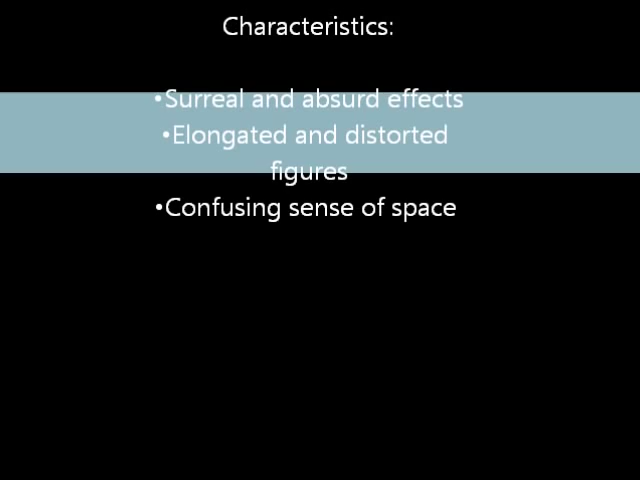 Characteristics:
•Surreal and absurd effects
•Elongated and distorted
figures
•Confusing sense of space